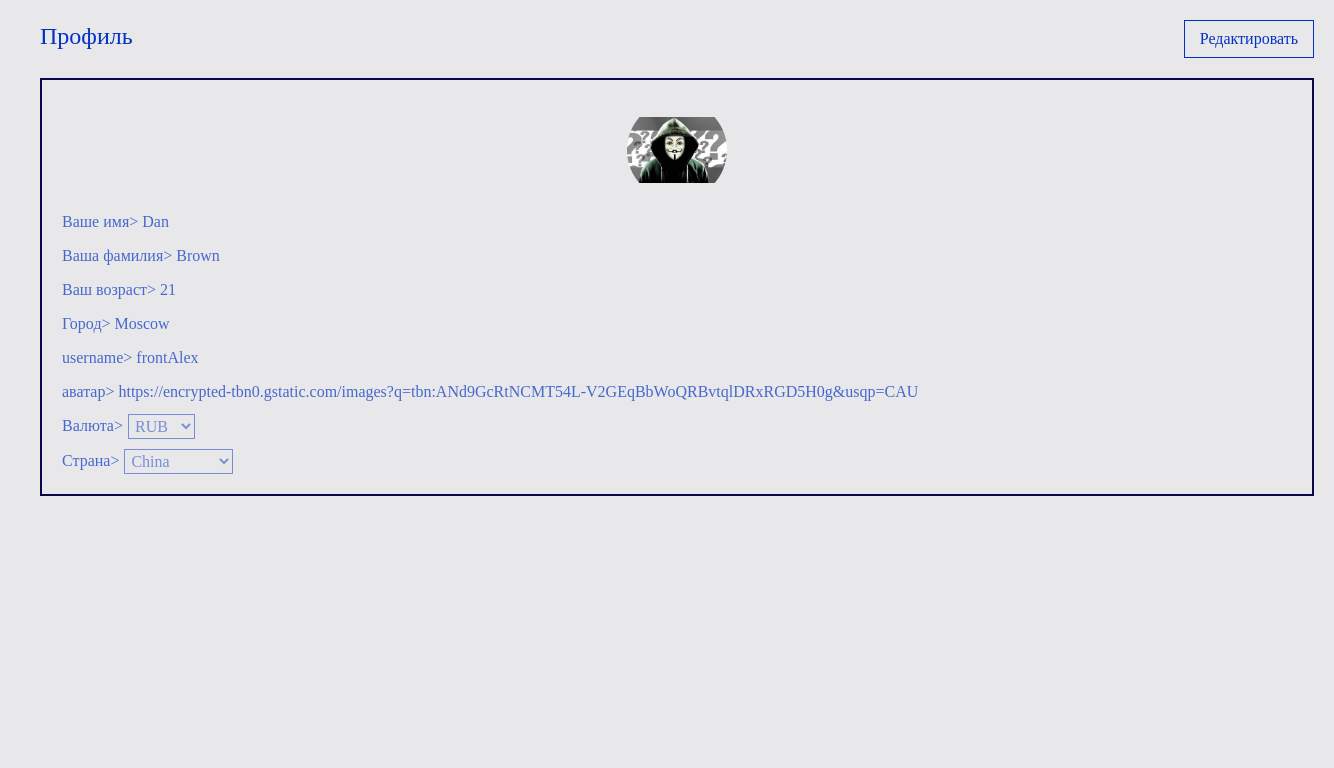 Профиль
Редактировать
Ваше имя> Dan
Ваша фамилия> Brown
Ваш возраст> 21
Город> Moscow
username> frontAlex
аватар> https://encrypted-tbn0.gstatic.com/images?q=tbn:ANd9GcRtNCMT54L-V2GEqBbWoQRBvtqlDRxRGD5H0g&usqp=CAU
Валюта> RUB
Страна> China